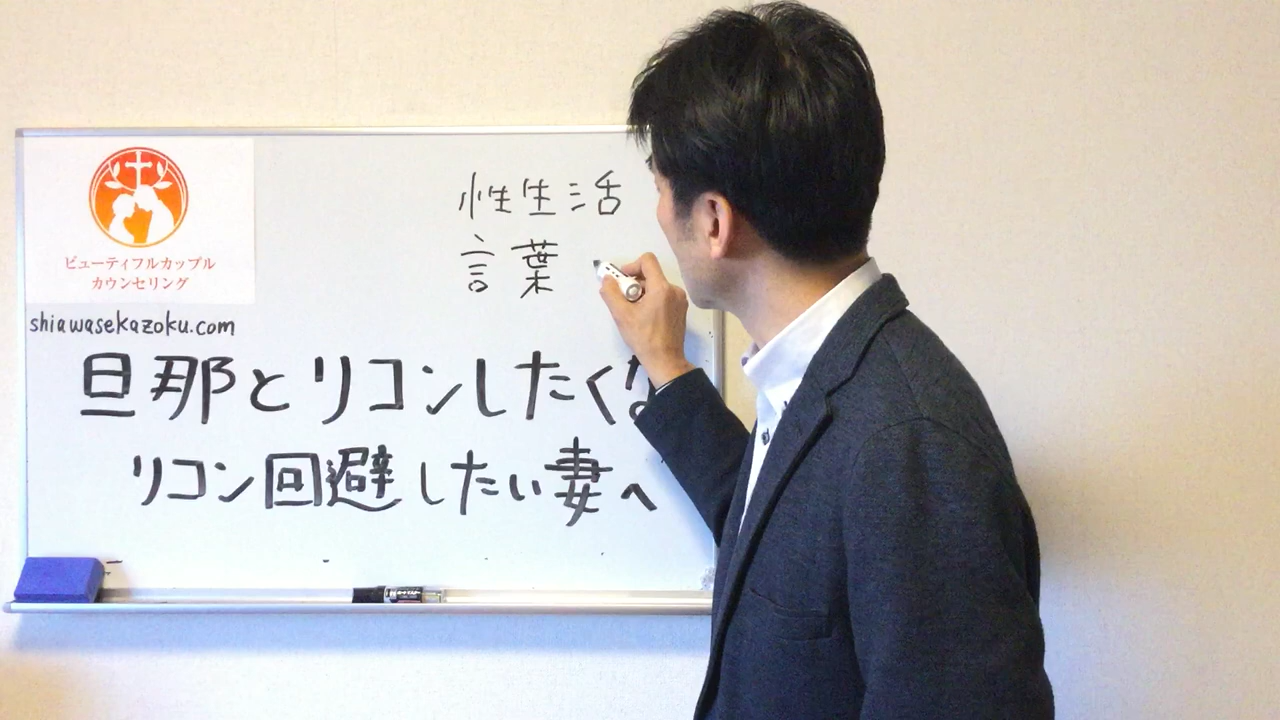 性生活
言葉
ビューティフルカップル
カウンセリング
shiawasekazoku.com
旦那とリコンしたくな
リコン回避したい妻へ